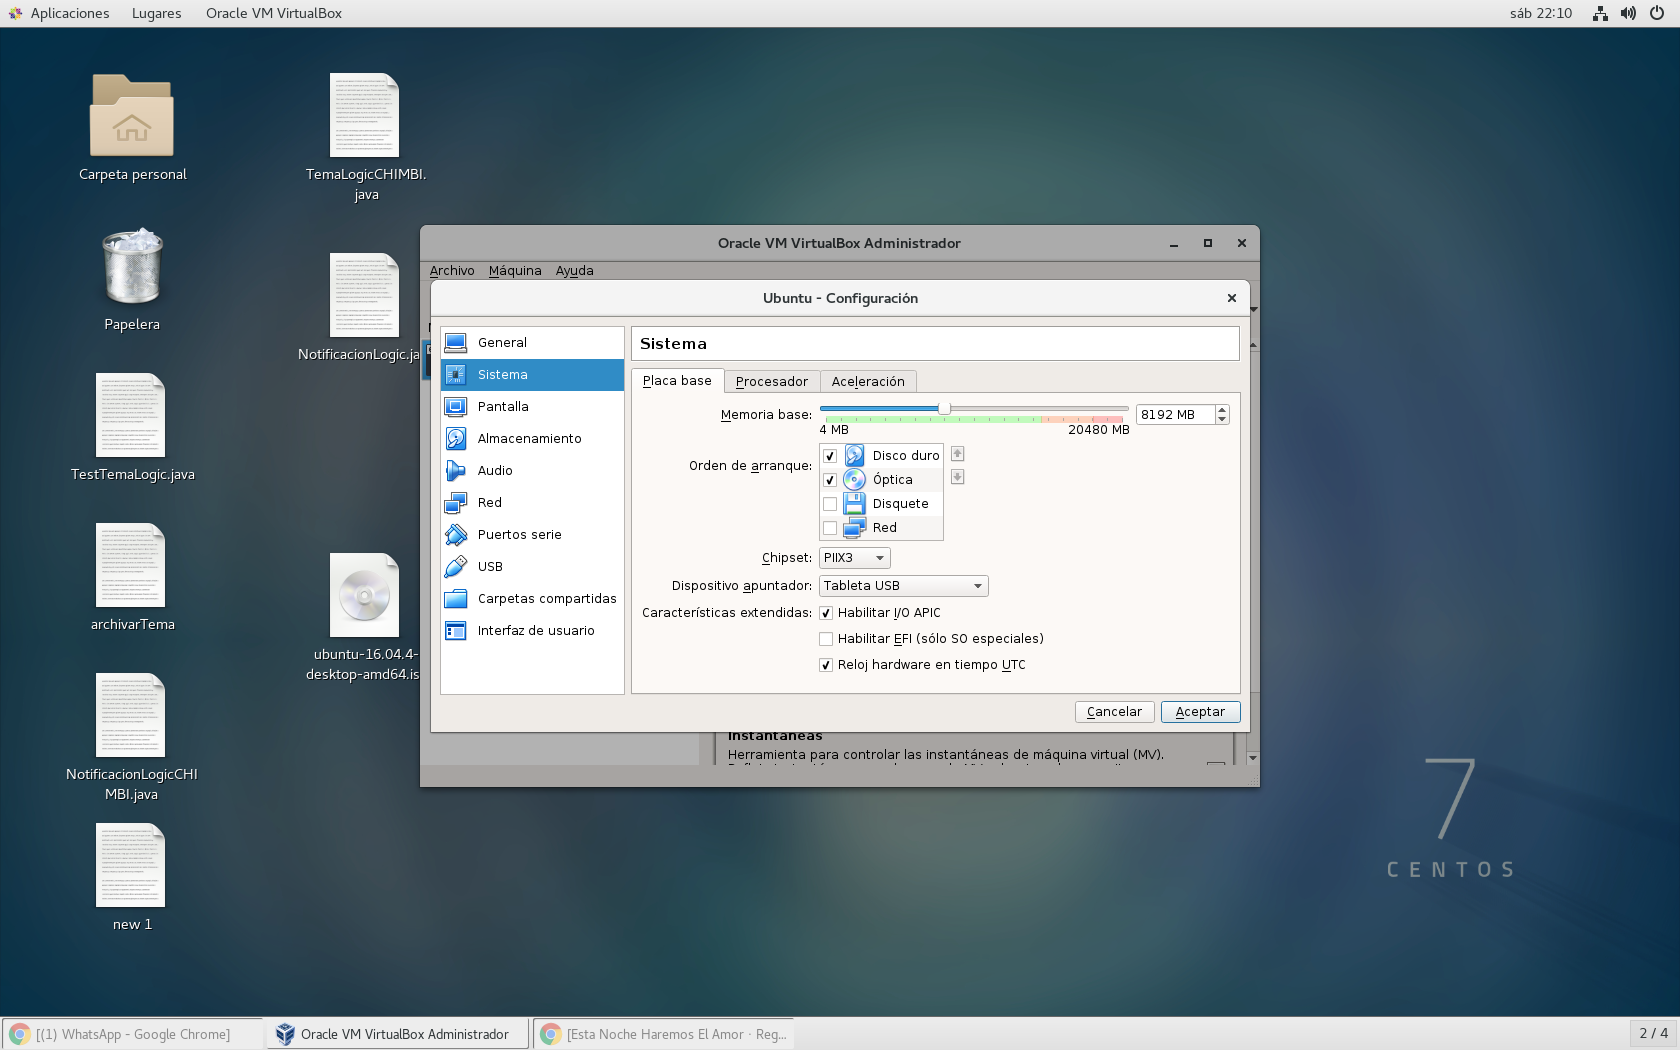 Aplicaciones Lugares Oracle VM VirtualBox sáb 22:10
Carpeta personal
TemaLogicCHIMBI.
java
Papelera
NotificacionLogic.ja
TestTemaLogic.java
archivarTema
ubuntu-16.04.4-
desktop-amd64.is
NotificacionLogicCHI
MBI.java
new 1
Oracle VM VirtualBox Administrador
Archivo Máquina Ayuda
Ubuntu - Configuración
General
Sistema
Pantalla
Almacenamiento
Audio
Red
Puertos serie
USB
Carpetas compartidas
Interfaz de usuario
Sistema
Placa base Procesador Aceleración
Memoria base: 8192 MB
4 MB 20480 MB
Orden de arranque:
Disco duro
Óptica
Disquete
Red
Chipset: PIIX3
Dispositivo apuntador: Tableta USB
Características extendidas: Habilitar I/O APIC
Habilitar EFI (sólo SO especiales)
Reloj hardware en tiempo UTC
Cancelar Aceptar
Instantáneas
Herramienta para controlar las instantáneas de máquina virtual (MV).
7
CENTOS
[(1) WhatsApp - Google Chrome] Oracle VM VirtualBox Administrador [Esta Noche Haremos El Amor · Reg... 2 / 4